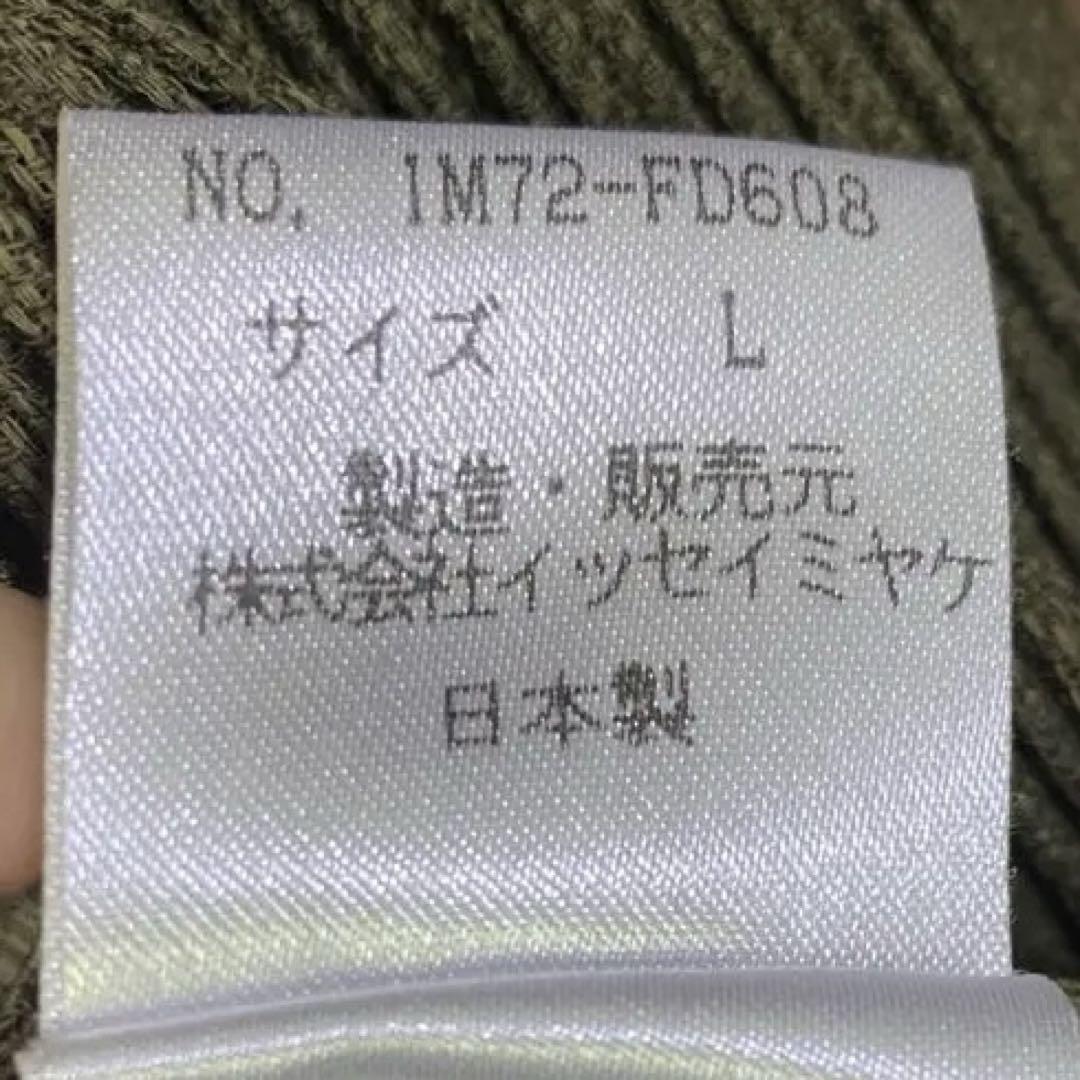 NO. IM72-FD608
サイズ L
製造・販売元
株式会社イッセイミヤケ
日本製